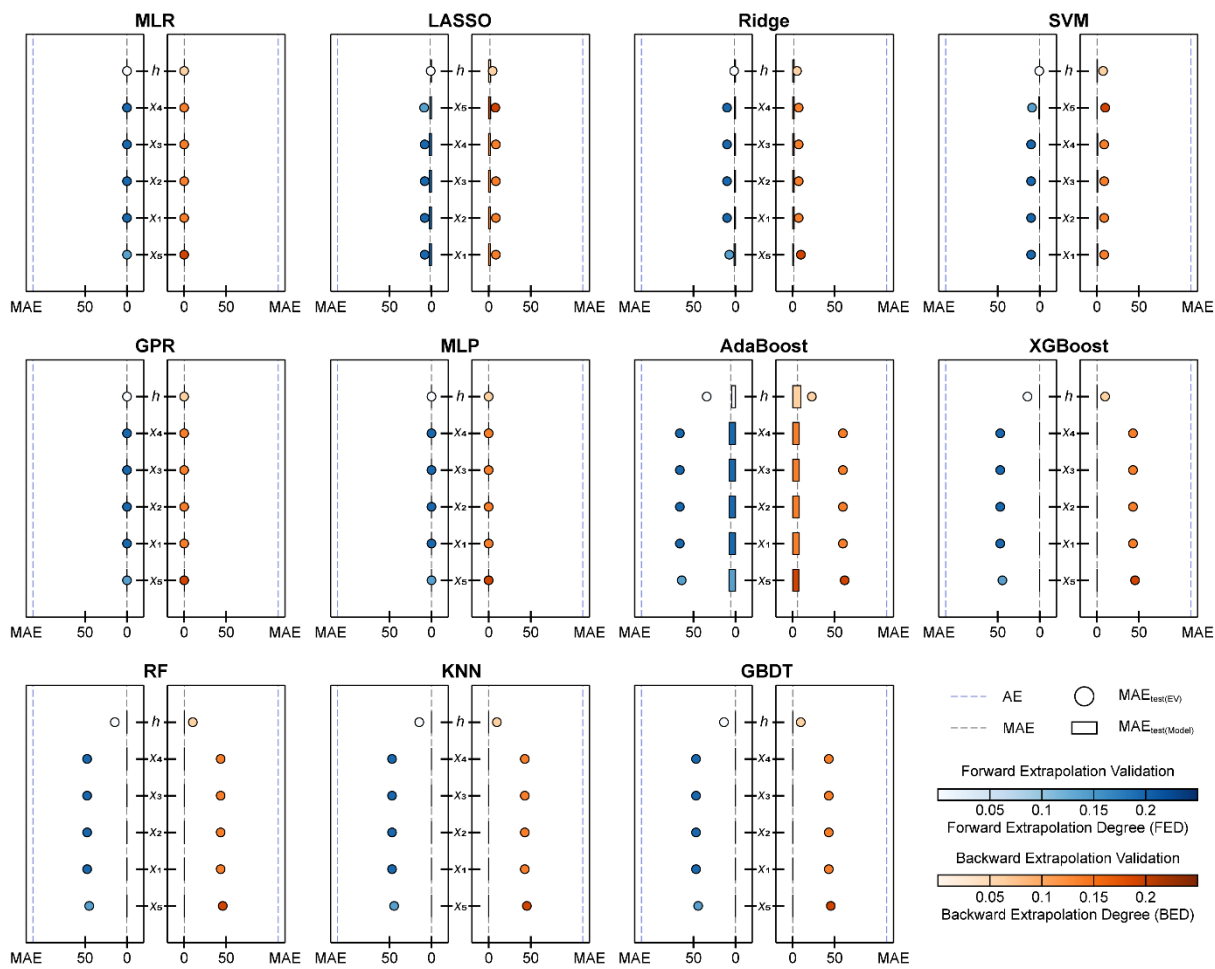 MLR
LASSO
Ridge
SVM
h
h
h
h
x₄
x₅
x₄
x₅
x₃
x₄
x₃
x₄
x₂
x₃
x₂
x₃
x₁
x₂
x₁
x₂
x₅
x₁
x₅
x₁
MAE 50 0 0 50 MAE 50 0 0 50 MAE 50 0 0 50 MAE 50 0 0 50 MAE
GPR
MLP
AdaBoost
XGBoost
h
h
h
h
x₄
x₄
x₄
x₄
x₃
x₃
x₃
x₃
x₂
x₂
x₂
x₂
x₁
x₁
x₁
x₁
x₅
x₅
x₅
x₅
MAE 50 0 0 50 MAE 50 0 0 50 MAE 50 0 0 50 MAE 50 0 0 50 MAE
RF
KNN
GBDT
h
h
h
x₄
x₄
x₄
x₃
x₃
x₃
x₂
x₂
x₂
x₁
x₁
x₁
x₅
x₅
x₅
MAE 50 0 0 50 MAE 50 0 0 50 MAE 50 0 0 50 MAE
AE
MAEtest(EV)
MAE
MAEtest(Model)
Forward Extrapolation Validation
0.05 0.1 0.15 0.2
Forward Extrapolation Degree (FED)
Backward Extrapolation Validation
0.05 0.1 0.15 0.2
Backward Extrapolation Degree (BED)